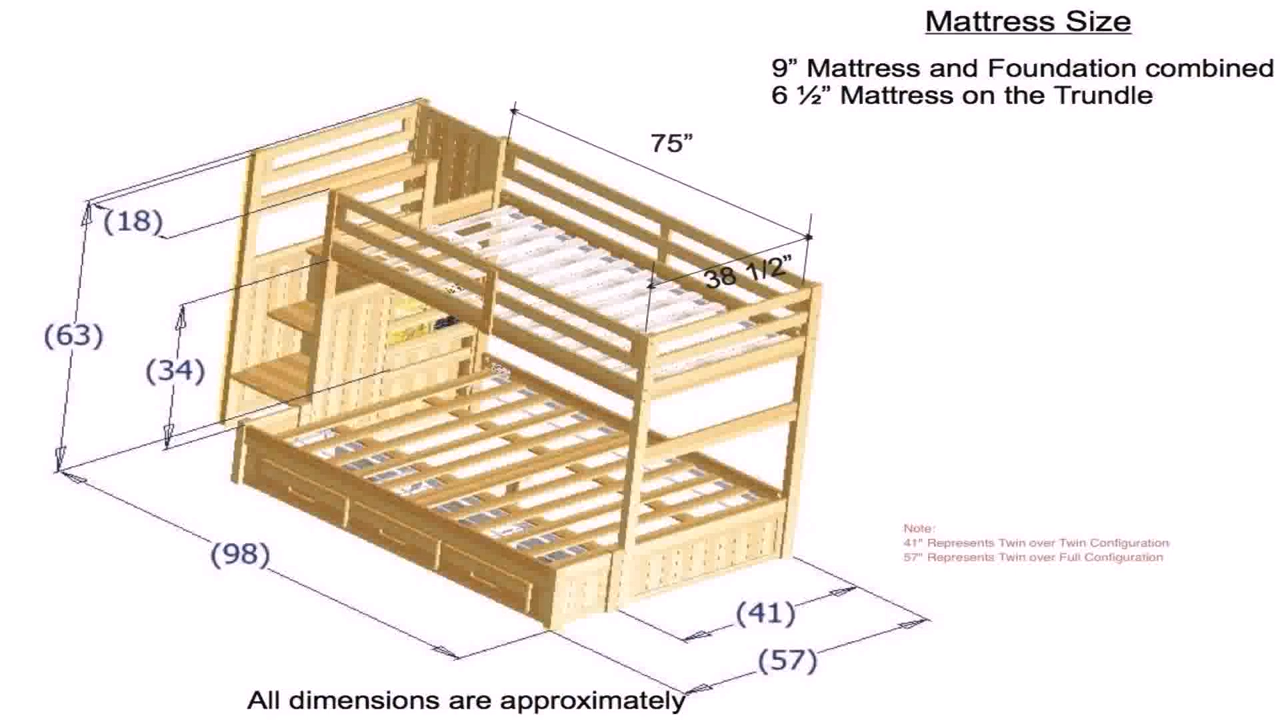 Mattress Size
9” Mattress and Foundation combined
6 ½” Mattress on the Trundle
75”
(18)
38 1/2”
(63)
(34)
Note:
41" Represents Twin over Twin Configuration
57" Represents Twin over Full Configuration
(98)
(41)
(57)
All dimensions are approximately